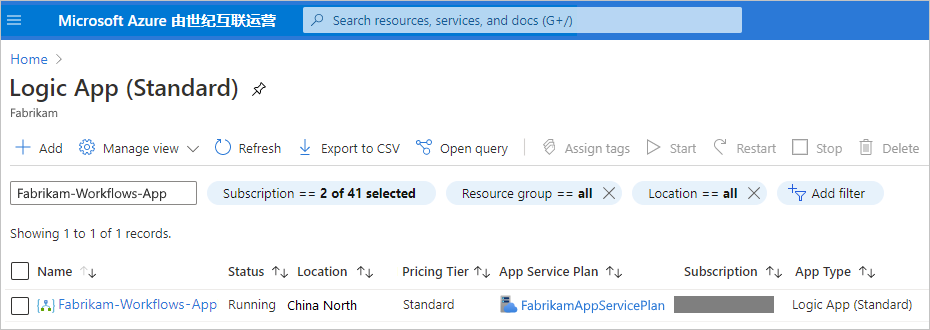 Microsoft Azure 由世纪互联运营 Search resources, services, and docs (G+/)
Home >
Logic App (Standard)
Fabrikam
+ Add Manage view Refresh Export to CSV Open query Assign tags Start Restart Stop Delete
Fabrikam-Workflows-App Subscription == 2 of 41 selected Resource group == all Location == all Add filter
Showing 1 to 1 of 1 records.
Name Status Location Pricing Tier App Service Plan Subscription App Type
Fabrikam-Workflows-App Running China North Standard FabrikamAppServicePlan Logic App (Standard)